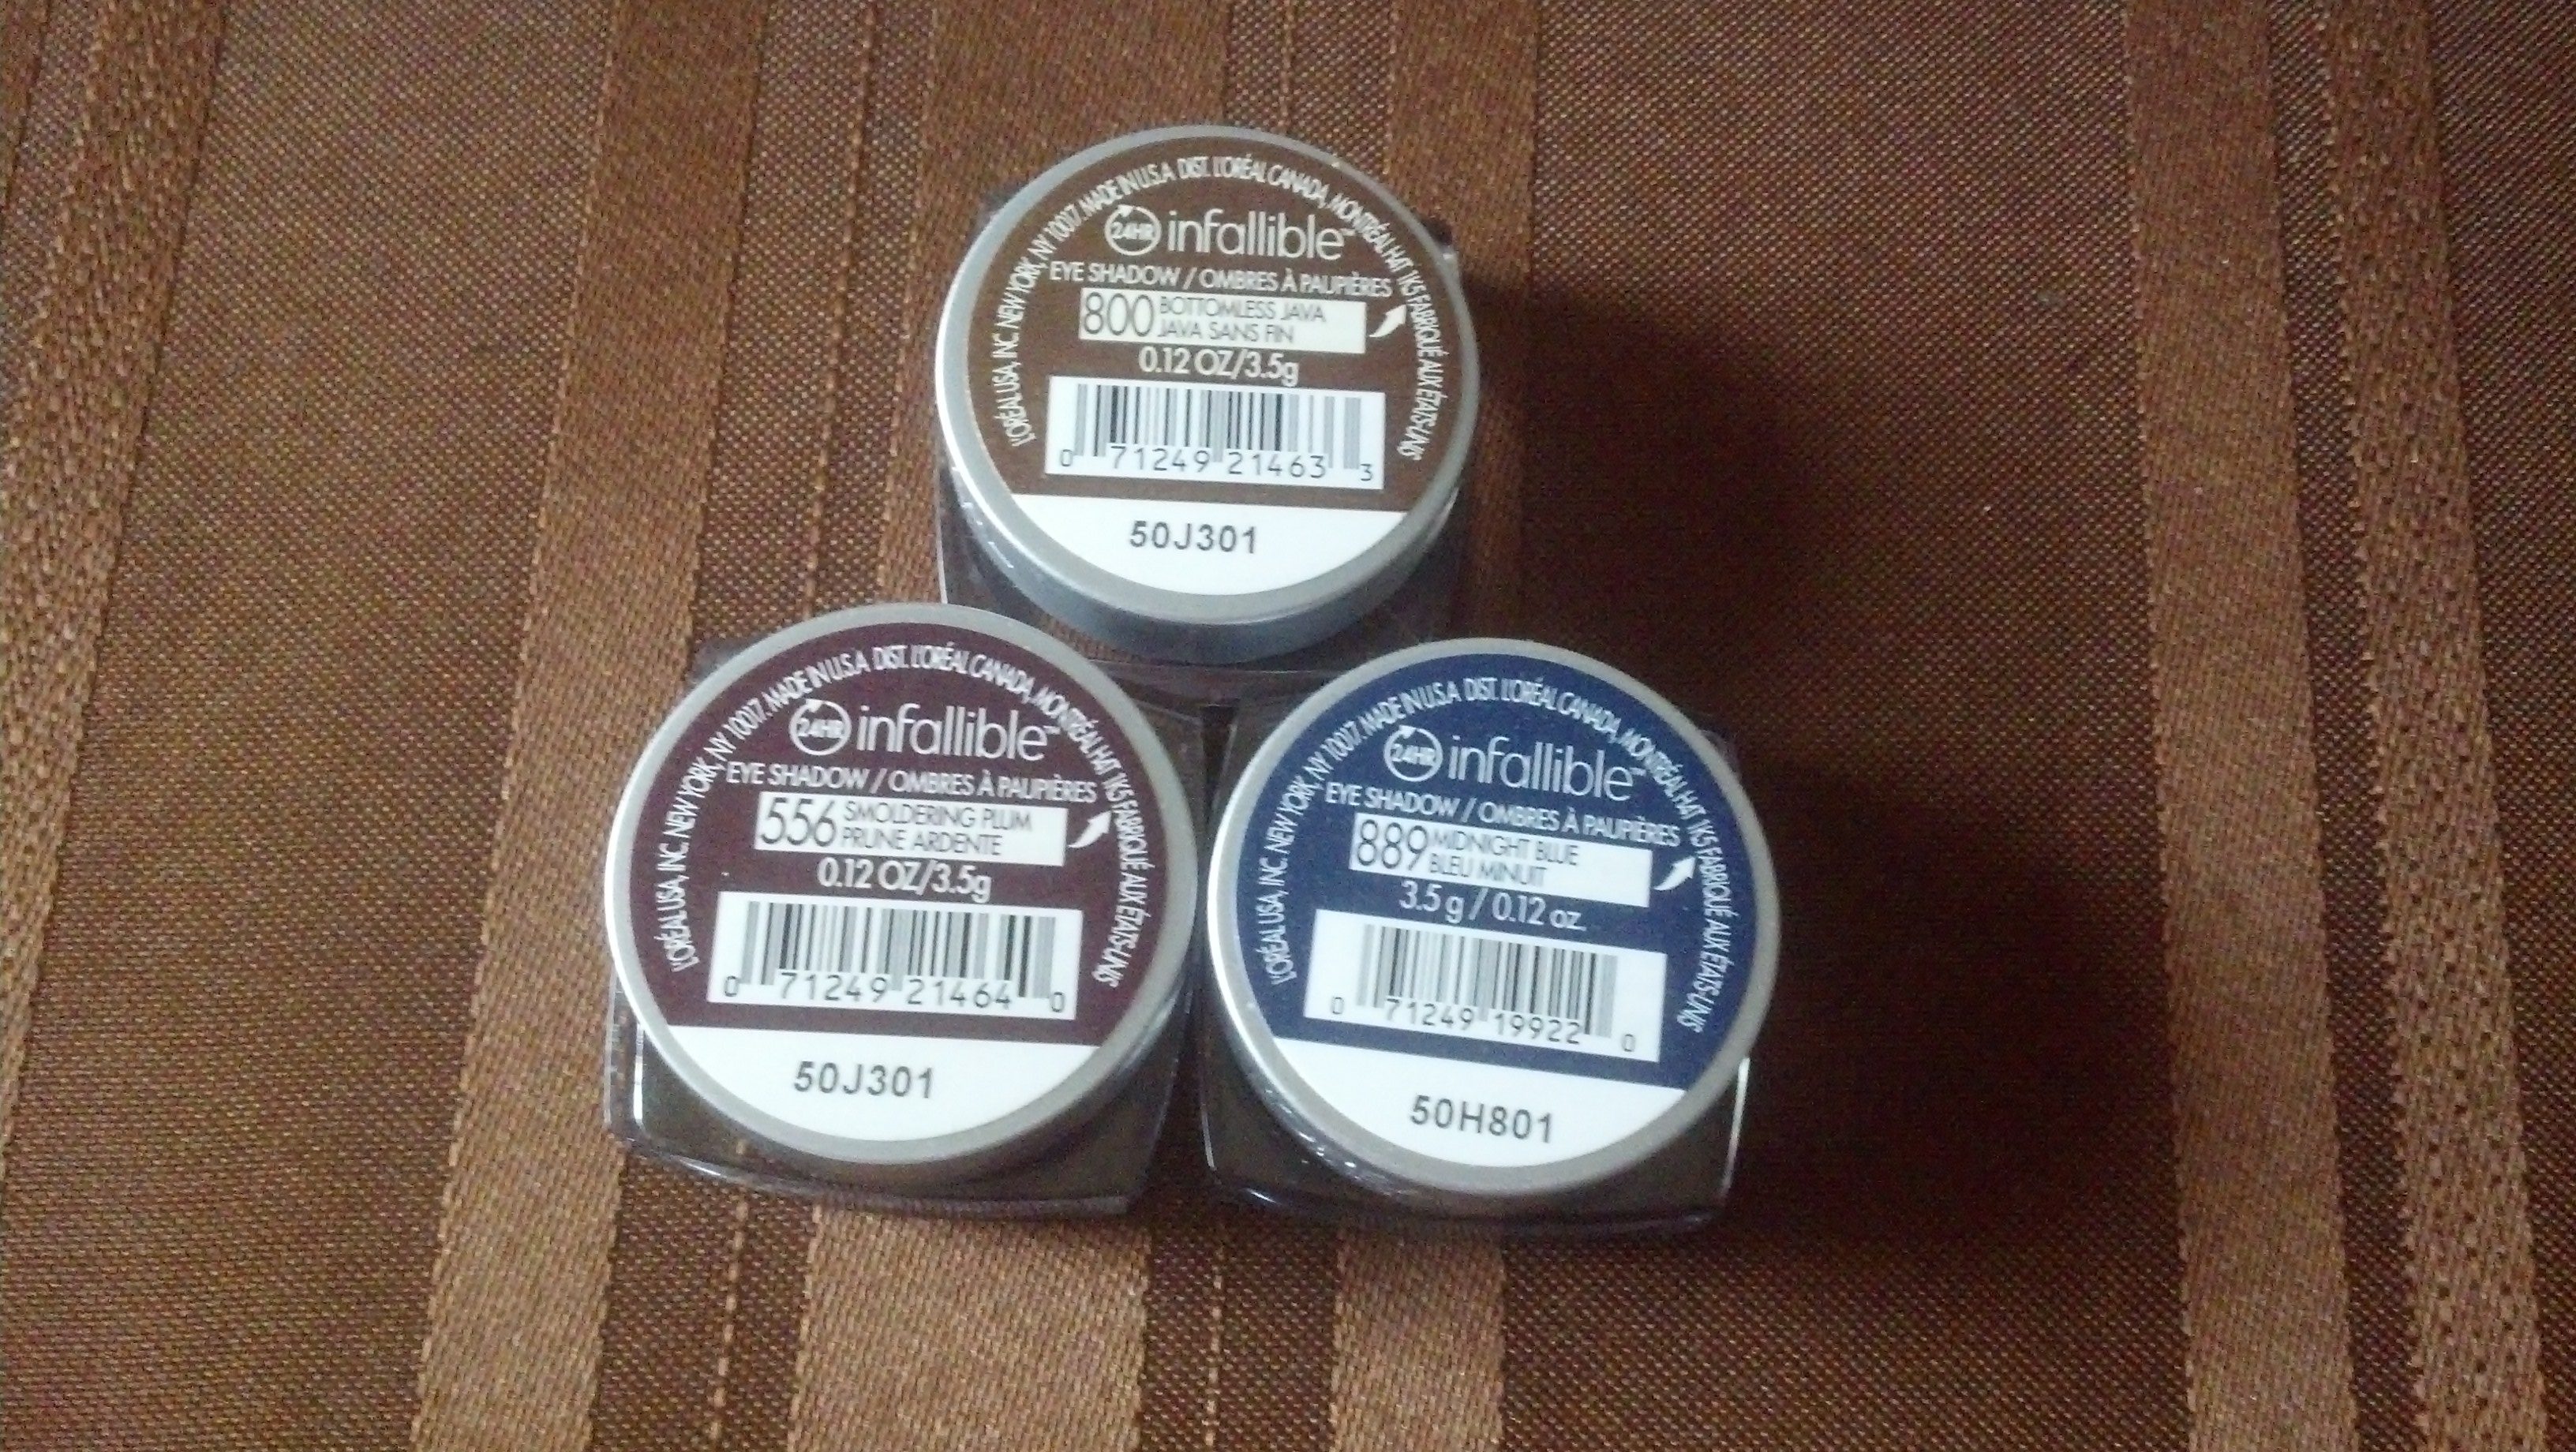 L'ORÉAL USA, INC. NEW YORK, NY 10017. MADE IN U.S.A. DIST. L'ORÉAL CANADA, MONTRÉAL H4T 1K5 FABRIQUÉ AUX ÉTATS-UNIS
24HR infallible™
EYE SHADOW / OMBRES À PAUPIÈRES
800 BOTTOMLESS JAVA
JAVA SANS FIN
0.12 OZ/3.5g
0 71249 21463 3
50J301
L'ORÉAL USA, INC. NEW YORK, NY 10017. MADE IN U.S.A. DIST. L'ORÉAL CANADA, MONTRÉAL H4T 1K5 FABRIQUÉ AUX ÉTATS-UNIS
24HR infallible™
EYE SHADOW / OMBRES À PAUPIÈRES
556 SMOLDERING PLUM
PRUNE ARDENTE
0.12 OZ/3.5g
0 71249 21464 0
50J301
L'ORÉAL USA, INC. NEW YORK, NY 10017. MADE IN U.S.A. DIST. L'ORÉAL CANADA, MONTRÉAL H4T 1K5 FABRIQUÉ AUX ÉTATS-UNIS
24HR infallible™
EYE SHADOW / OMBRES À PAUPIÈRES
889 MIDNIGHT BLUE
BLEU MINUIT
3.5 g / 0.12 oz.
0 71249 19922 0
50H801